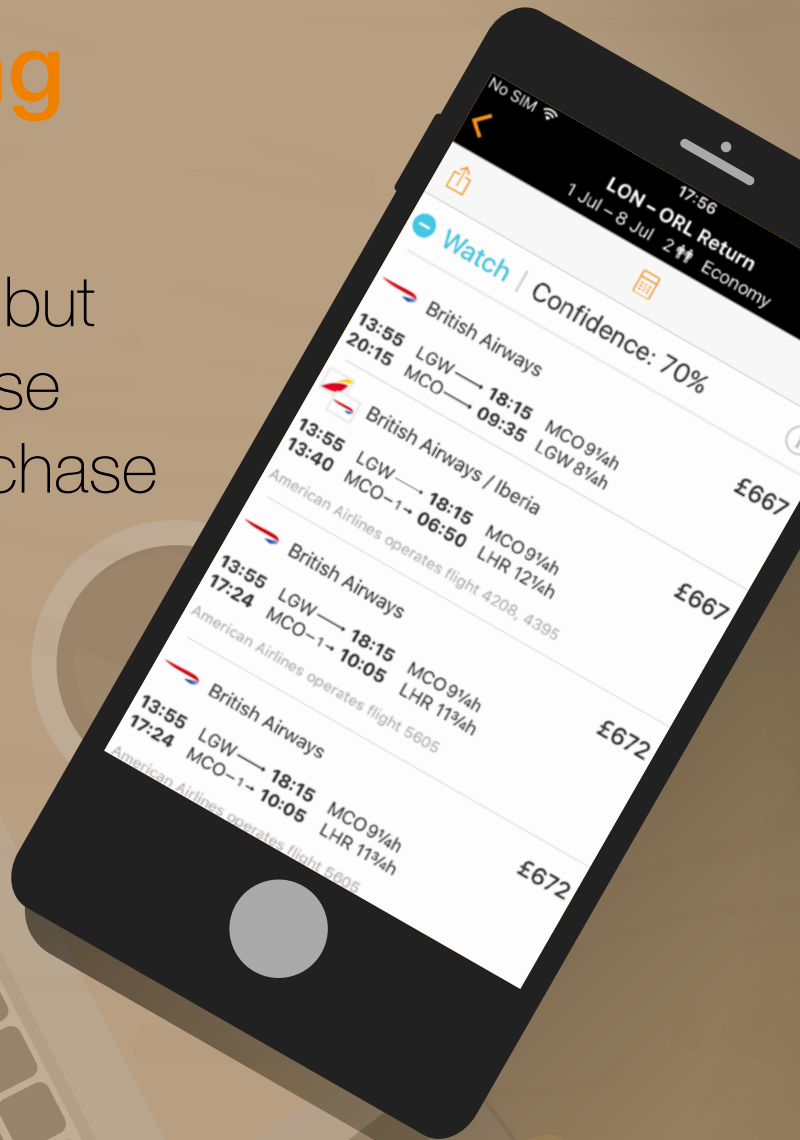 but
No SIM
17:56
LON – ORL Return
1 Jul – 8 Jul 2 Economy
Watch | Confidence: 70%
British Airways
13:55 LGW 18:15 MCO 9¼h
20:15 MCO 09:35 LGW 8¼h
£667
British Airways / Iberia
13:55 LGW 18:15 MCO 9¼h
13:40 MCO –1→ 06:50 LHR 12¼h
American Airlines operates flight 4208, 4395
£667
British Airways
13:55 LGW 18:15 MCO 9¼h
17:24 MCO –1→ 10:05 LHR 11¾h
American Airlines operates flight 5605
£672
British Airways
13:55 LGW 18:15 MCO 9¼h
17:24 MCO –1→ 10:05 LHR 11¾h
American Airlines operates flight 5605
£672